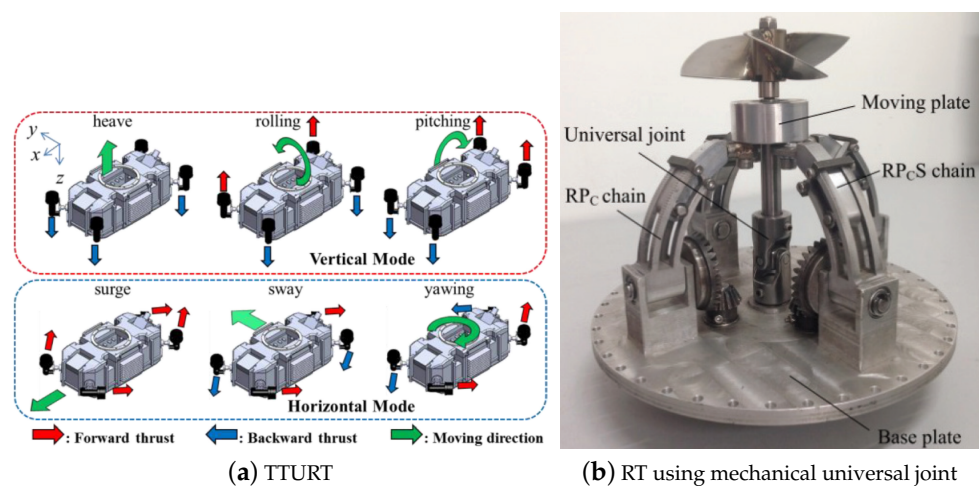 heave rolling pitching
y
x
z
Vertical Mode
surge sway yawing
Horizontal Mode
: Forward thrust : Backward thrust : Moving direction
(a) TTURT
Moving plate
Universal joint
RPC chain
RPCS chain
Base plate
(b) RT using mechanical universal joint